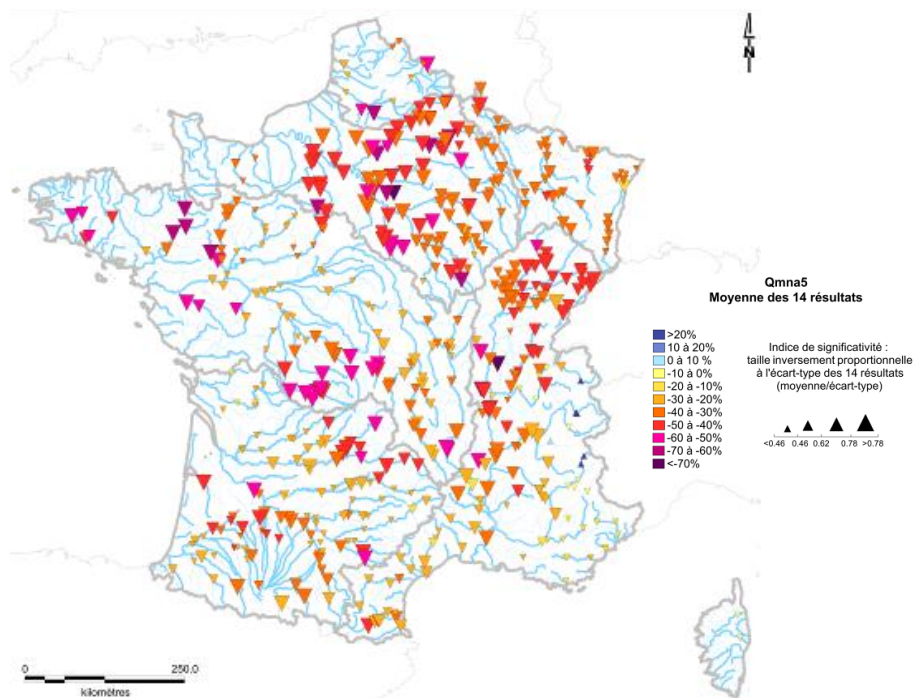 N
Qmna5
Moyenne des 14 résultats
>20%
10 à 20%
0 à 10 %
-10 à 0%
-20 à -10%
-30 à -20%
-40 à -30%
-50 à -40%
-60 à -50%
-70 à -60%
<-70%
Indice de significativité :
taille inversement proportionnelle
à l'écart-type des 14 résultats
(moyenne/écart-type)
<0.46 0.46 0.62 0.78 >0.78
0 250,0
kilomètres